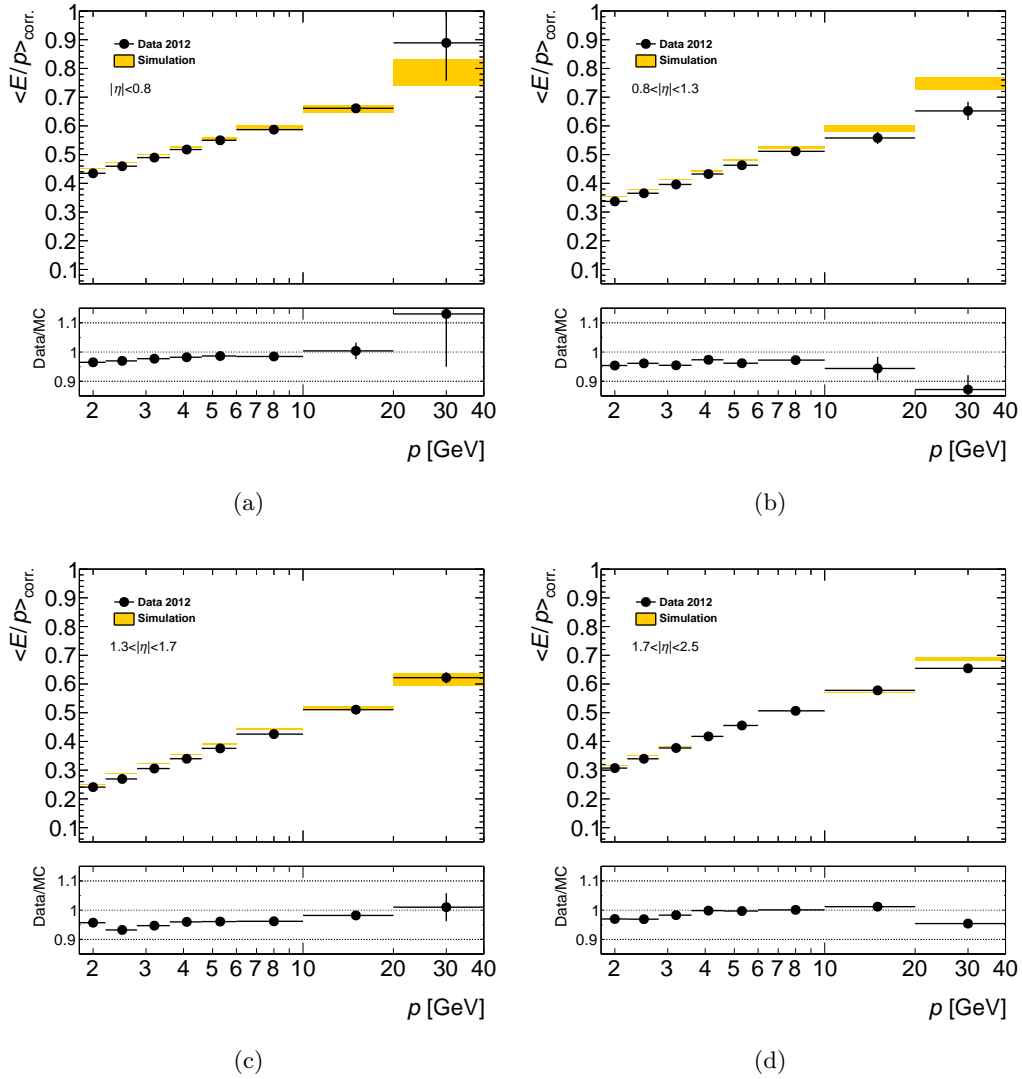 <E/p>corr.
1
0.9
0.8
0.7
0.6
0.5
0.4
0.3
0.2
0.1
Data 2012
Simulation
|η|<0.8
Data/MC
1.1
1
0.9
2 3 4 5 6 7 8 10 20 30 40
p [GeV]
(a)
<E/p>corr.
1
0.9
0.8
0.7
0.6
0.5
0.4
0.3
0.2
0.1
Data 2012
Simulation
0.8<|η|<1.3
Data/MC
1.1
1
0.9
2 3 4 5 6 7 8 10 20 30 40
p [GeV]
(b)
<E/p>corr.
1
0.9
0.8
0.7
0.6
0.5
0.4
0.3
0.2
0.1
Data 2012
Simulation
1.3<|η|<1.7
Data/MC
1.1
1
0.9
2 3 4 5 6 7 8 10 20 30 40
p [GeV]
(c)
<E/p>corr.
1
0.9
0.8
0.7
0.6
0.5
0.4
0.3
0.2
0.1
Data 2012
Simulation
1.7<|η|<2.5
Data/MC
1.1
1
0.9
2 3 4 5 6 7 8 10 20 30 40
p [GeV]
(d)